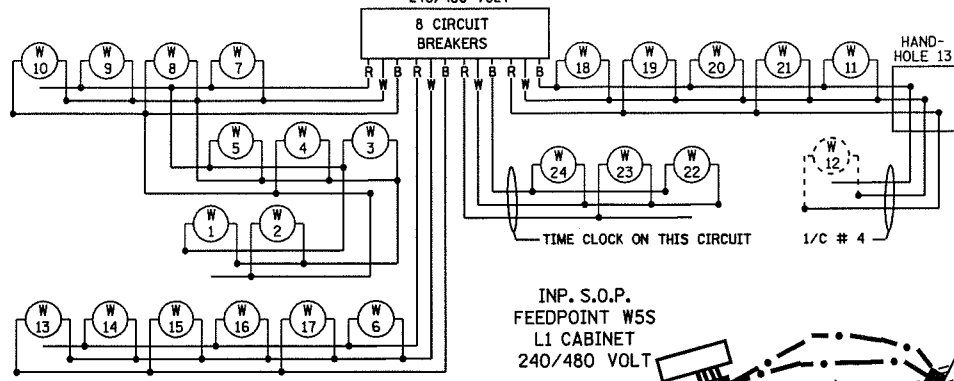 240/480 VOLT
8 CIRCUIT
BREAKERS
R W B R W B R W B R W B
W 10
W 9
W 8
W 7
W 18
W 19
W 20
W 21
W 11
HAND-
HOLE 13
W 5
W 4
W 3
W 24
W 23
W 22
W 12
W 1
W 2
TIME CLOCK ON THIS CIRCUIT
1/C # 4
W 13
W 14
W 15
W 16
W 17
W 6
INP. S.O.P.
FEEDPOINT W5S
L1 CABINET
240/480 VOLT